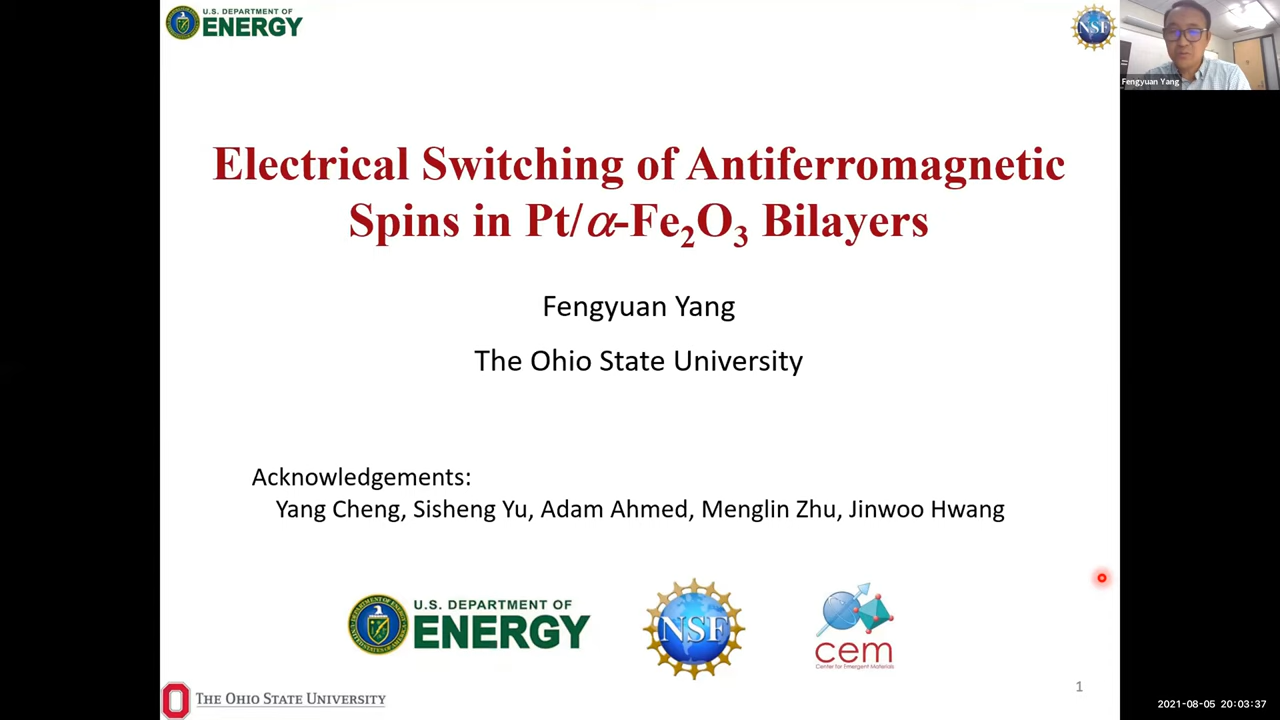 U.S. DEPARTMENT OF
ENERGY
NSF
Fengyuan Yang
Electrical Switching of Antiferromagnetic
Spins in Pt/α-Fe₂O₃ Bilayers
Fengyuan Yang
The Ohio State University
Acknowledgements:
Yang Cheng, Sisheng Yu, Adam Ahmed, Menglin Zhu, Jinwoo Hwang
U.S. DEPARTMENT OF
ENERGY
NSF
cem
Center for Emergent Materials
THE OHIO STATE UNIVERSITY
1
2021-08-05 20:03:37